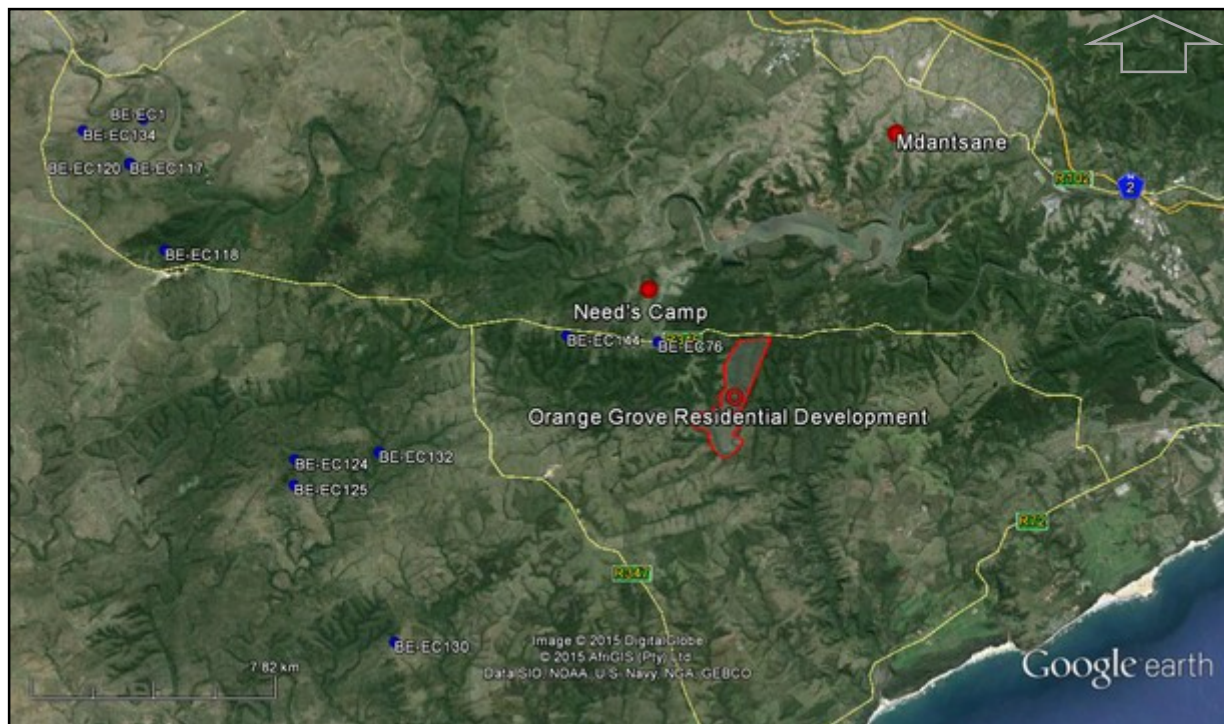 BE-EC1
BE-EC134
Mdantsane
BE-EC120
BE-EC117
R102
N
2
BE-EC118
Need's Camp
BE-EC144
BE-EC76
Orange Grove Residential Development
BE-EC132
BE-EC124
BE-EC125
R72
R347
BE-EC130
Image © 2015 DigitalGlobe
© 2015 AfriGIS (Pty) Ltd.
Data SIO, NOAA, U.S. Navy, NGA, GEBCO
7.82 km
Google earth